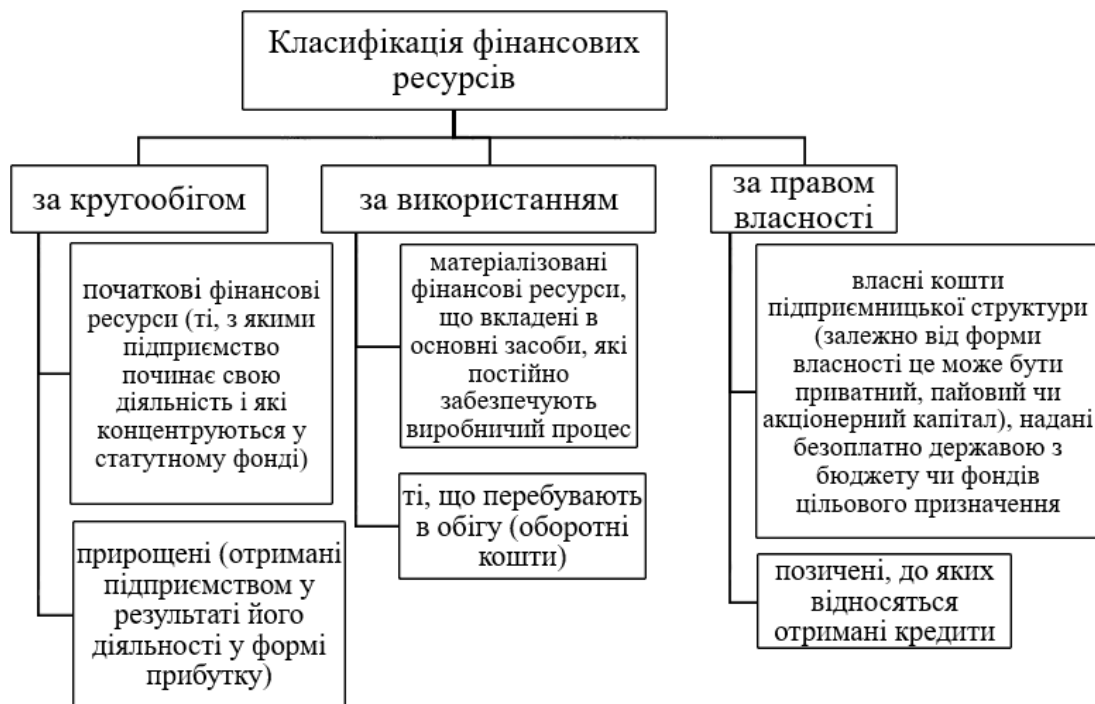 Класифікація фінансових
ресурсів
за кругообігом
початкові фінансові
ресурси (ті, з якими
підприємство
починає свою
діяльність і які
концентруються у
статутному фонді)
прирощені (отримані
підприємством у
результаті його
діяльності у формі
прибутку)
за використанням
матеріалізовані
фінансові ресурси,
що вкладені в
основні засоби, які
постійно
забезпечують
виробничий процес
ті, що перебувають
в обігу (оборотні
кошти)
за правом
власності
власні кошти
підприємницької структури
(залежно від форми
власності це може бути
приватний, пайовий чи
акціонерний капітал), надані
безоплатно державою з
бюджету чи фондів
цільового призначення
позичені, до яких
відносяться
отримані кредити